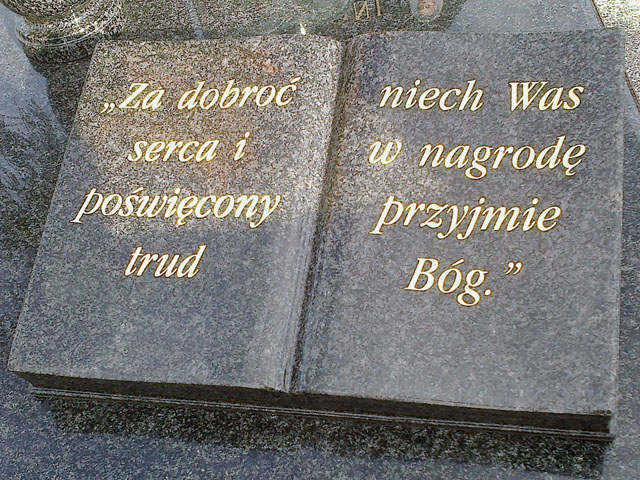 „Za dobroć
serca i
poświęcony
trud
niech Was
w nagrodę
przyjmie
Bóg.”